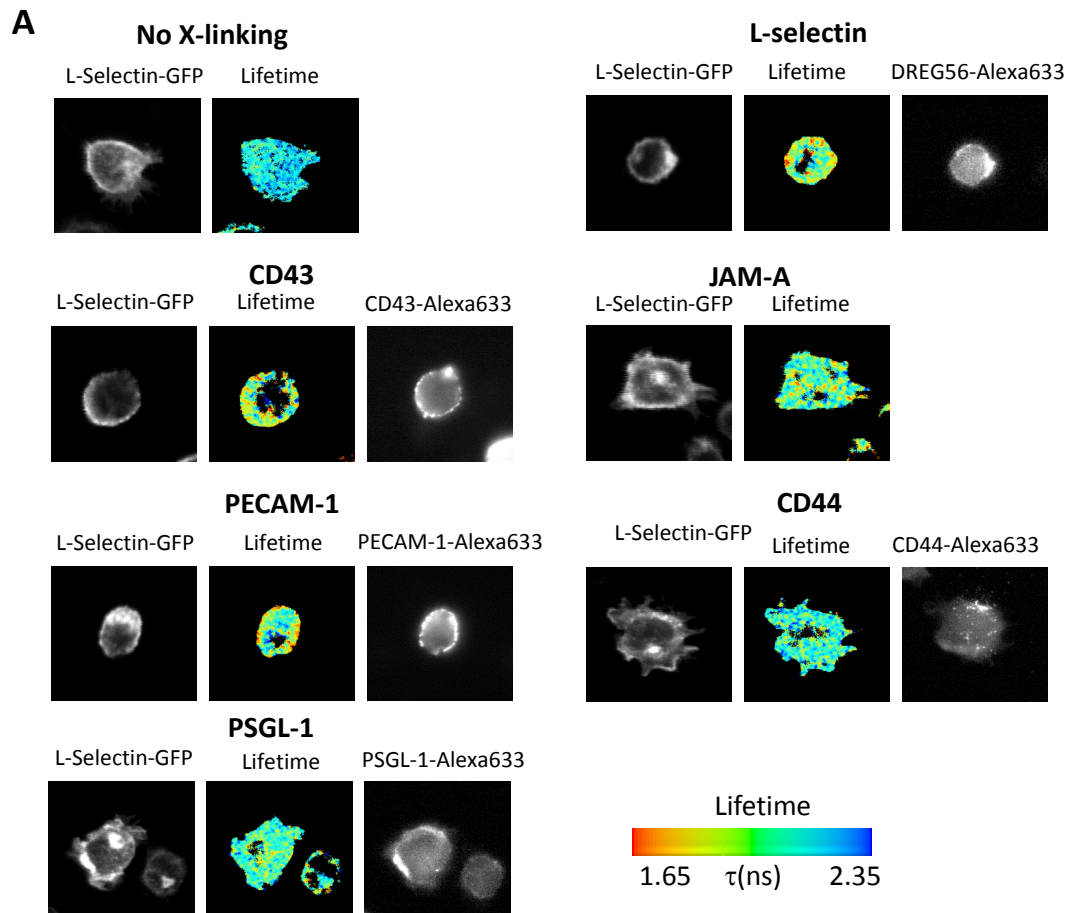 A
No X-linking
L-Selectin-GFP Lifetime
L-selectin
L-Selectin-GFP Lifetime DREG56-Alexa633
CD43
L-Selectin-GFP Lifetime CD43-Alexa633
JAM-A
L-Selectin-GFP Lifetime
PECAM-1
L-Selectin-GFP Lifetime PECAM-1-Alexa633
CD44
L-Selectin-GFP Lifetime CD44-Alexa633
PSGL-1
L-Selectin-GFP Lifetime PSGL-1-Alexa633
Lifetime
1.65 τ(ns) 2.35